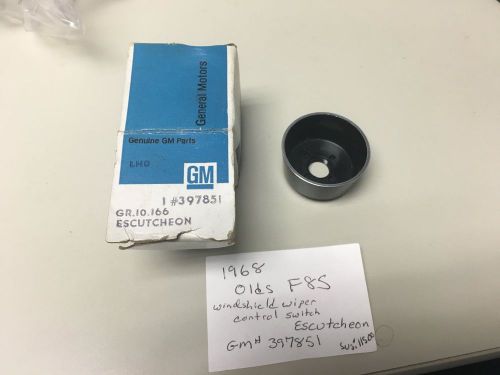 General Motors
Genuine GM Parts
LHD
GM
1 #397851
GR.10.166
ESCUTCHEON
1968
Olds F85
windshield wiper
control switch
Escutcheon
GM# 397851